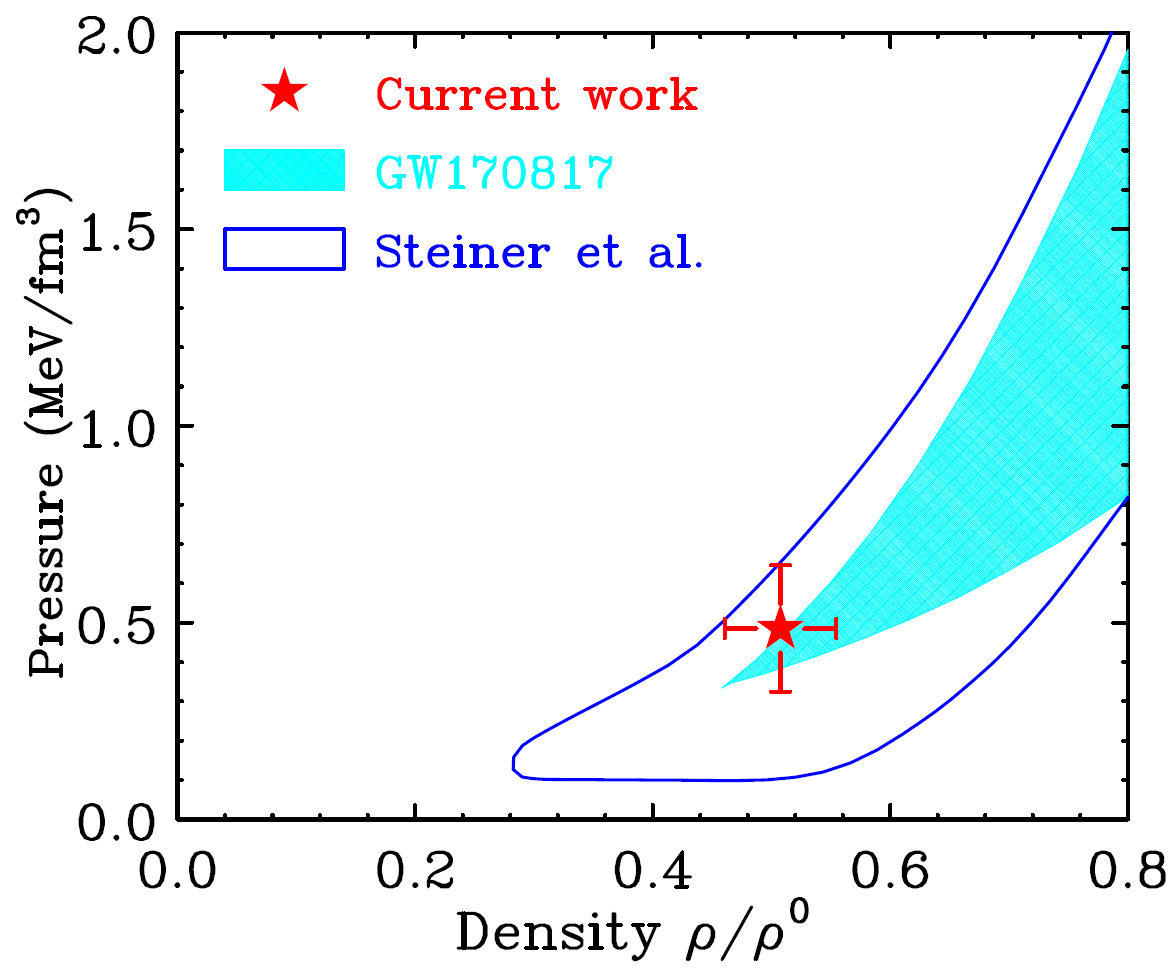 2.0
1.5
1.0
0.5
0.0
Pressure (MeV/fm³)
Current work
GW170817
Steiner et al.
0.0 0.2 0.4 0.6 0.8
Density ρ/ρ⁰